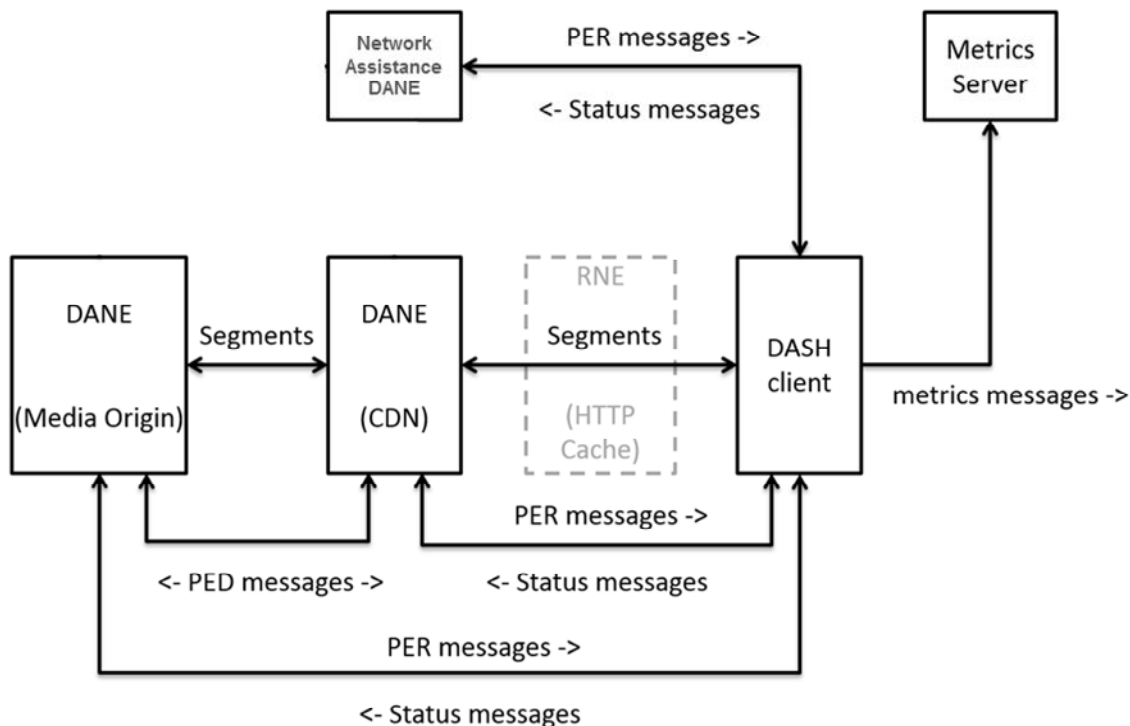 Network
Assistance
DANE
PER messages ->
<- Status messages
Metrics
Server
DANE
(Media Origin)
Segments
DANE
(CDN)
RNE
Segments
(HTTP
Cache)
DASH
client
metrics messages ->
PER messages ->
<- PED messages ->
<- Status messages
PER messages ->
<- Status messages